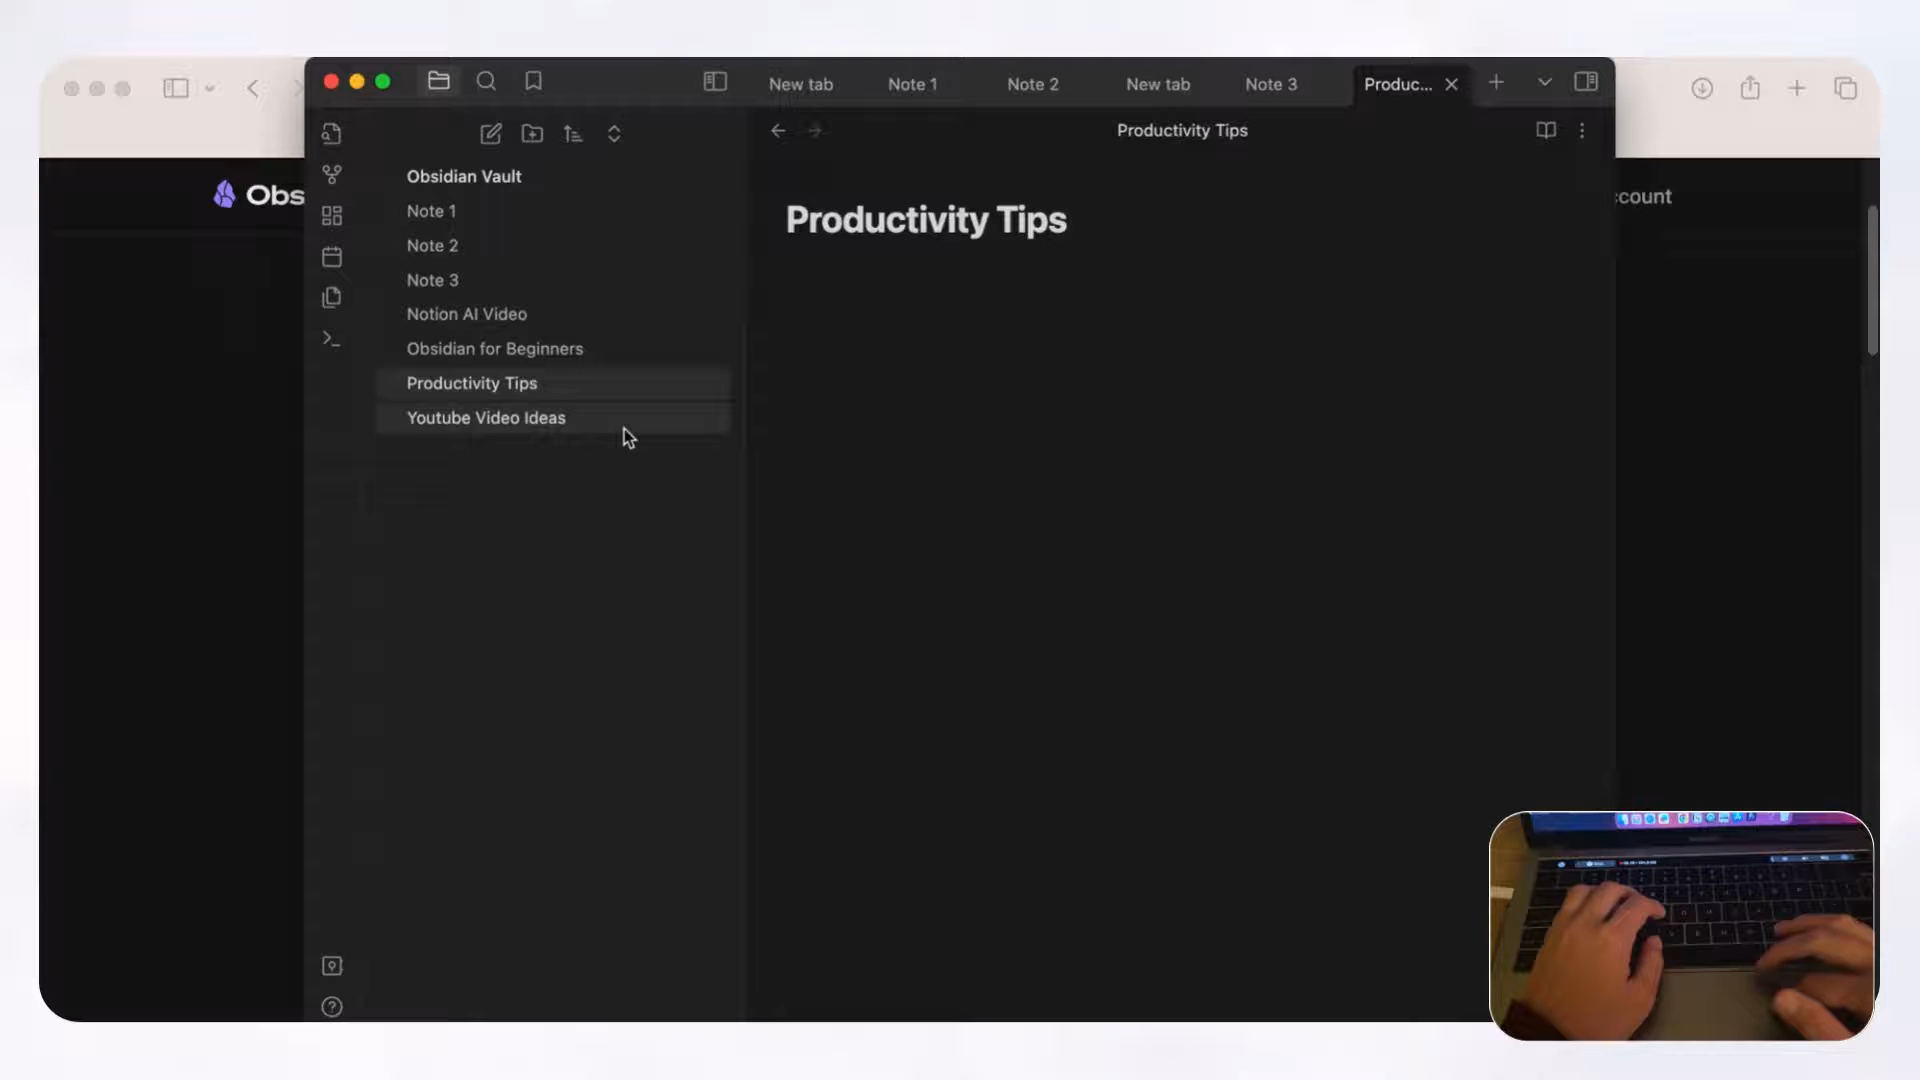 New tab
Note 1
Note 2
New tab
Note 3
Produc...
Productivity Tips
Obs
ccount
Obsidian Vault
Note 1
Note 2
Note 3
Notion AI Video
Obsidian for Beginners
Productivity Tips
Youtube Video Ideas
Productivity Tips